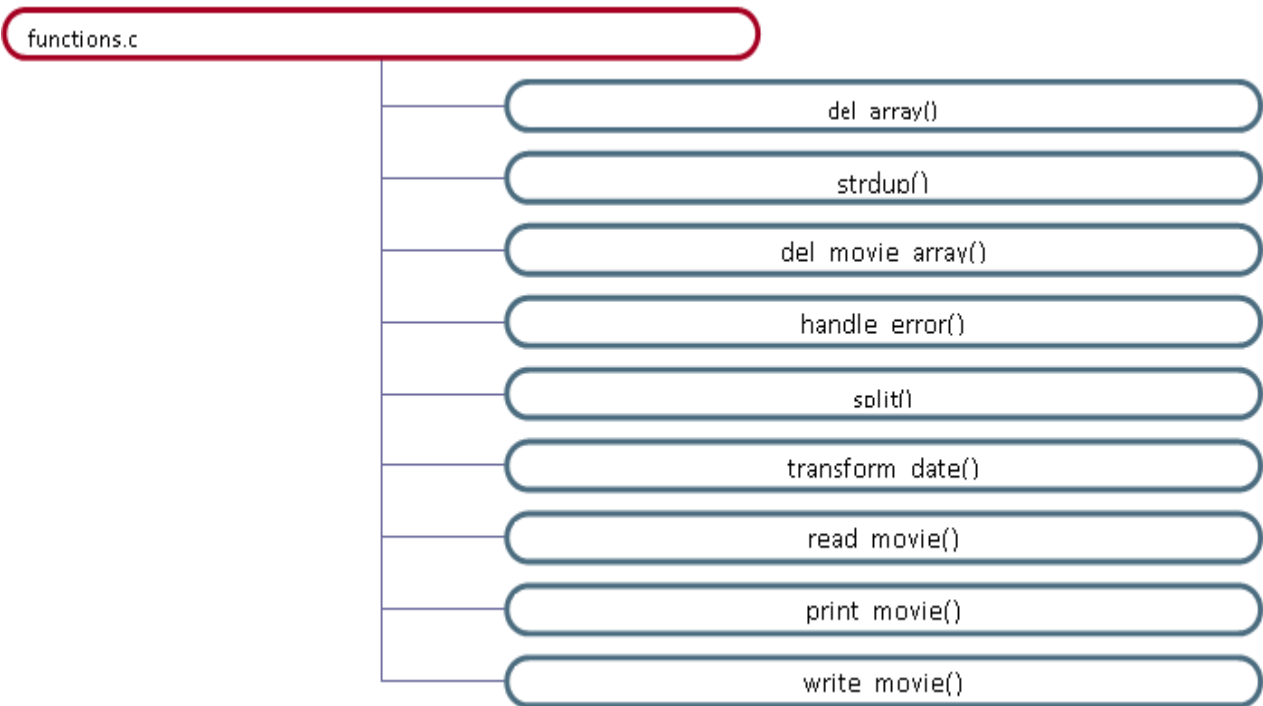 functions.c
del array()
strdup()
del movie array()
handle error()
split()
transform date()
read movie()
print movie()
write movie()